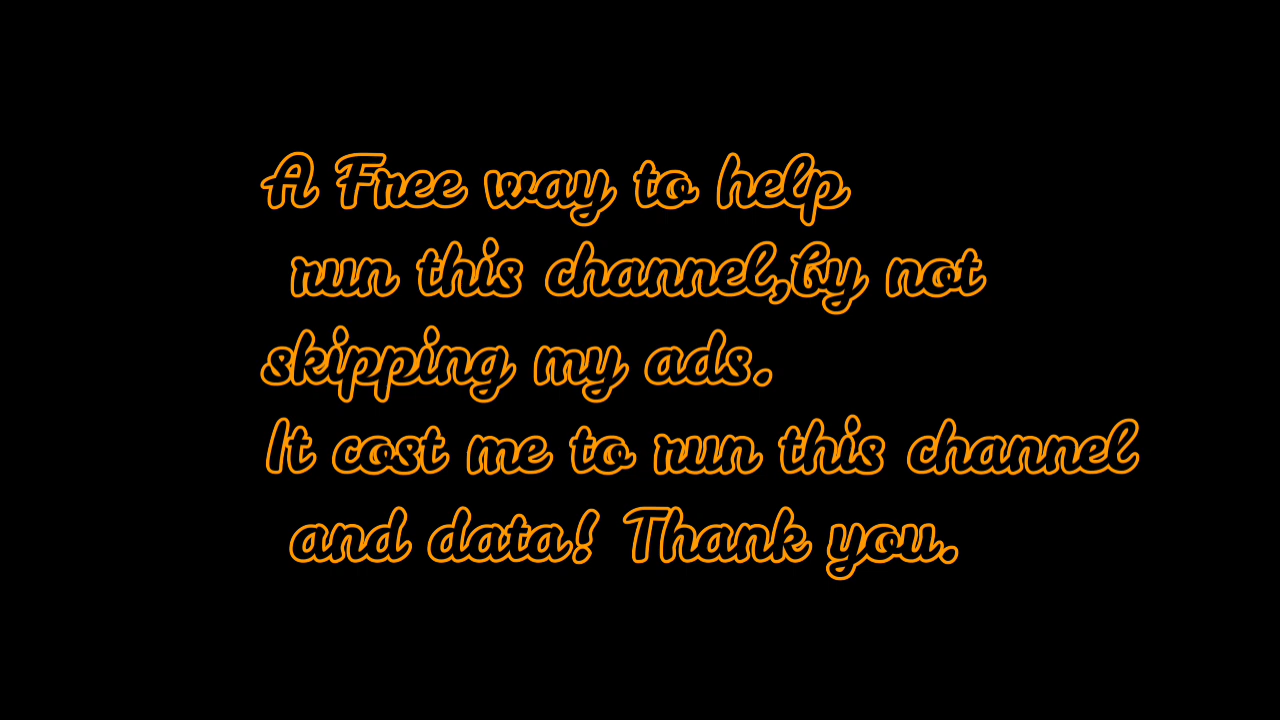 A Free way to help
run this channel,by not
skipping my ads.
It cost me to run this channel
and data! Thank you.